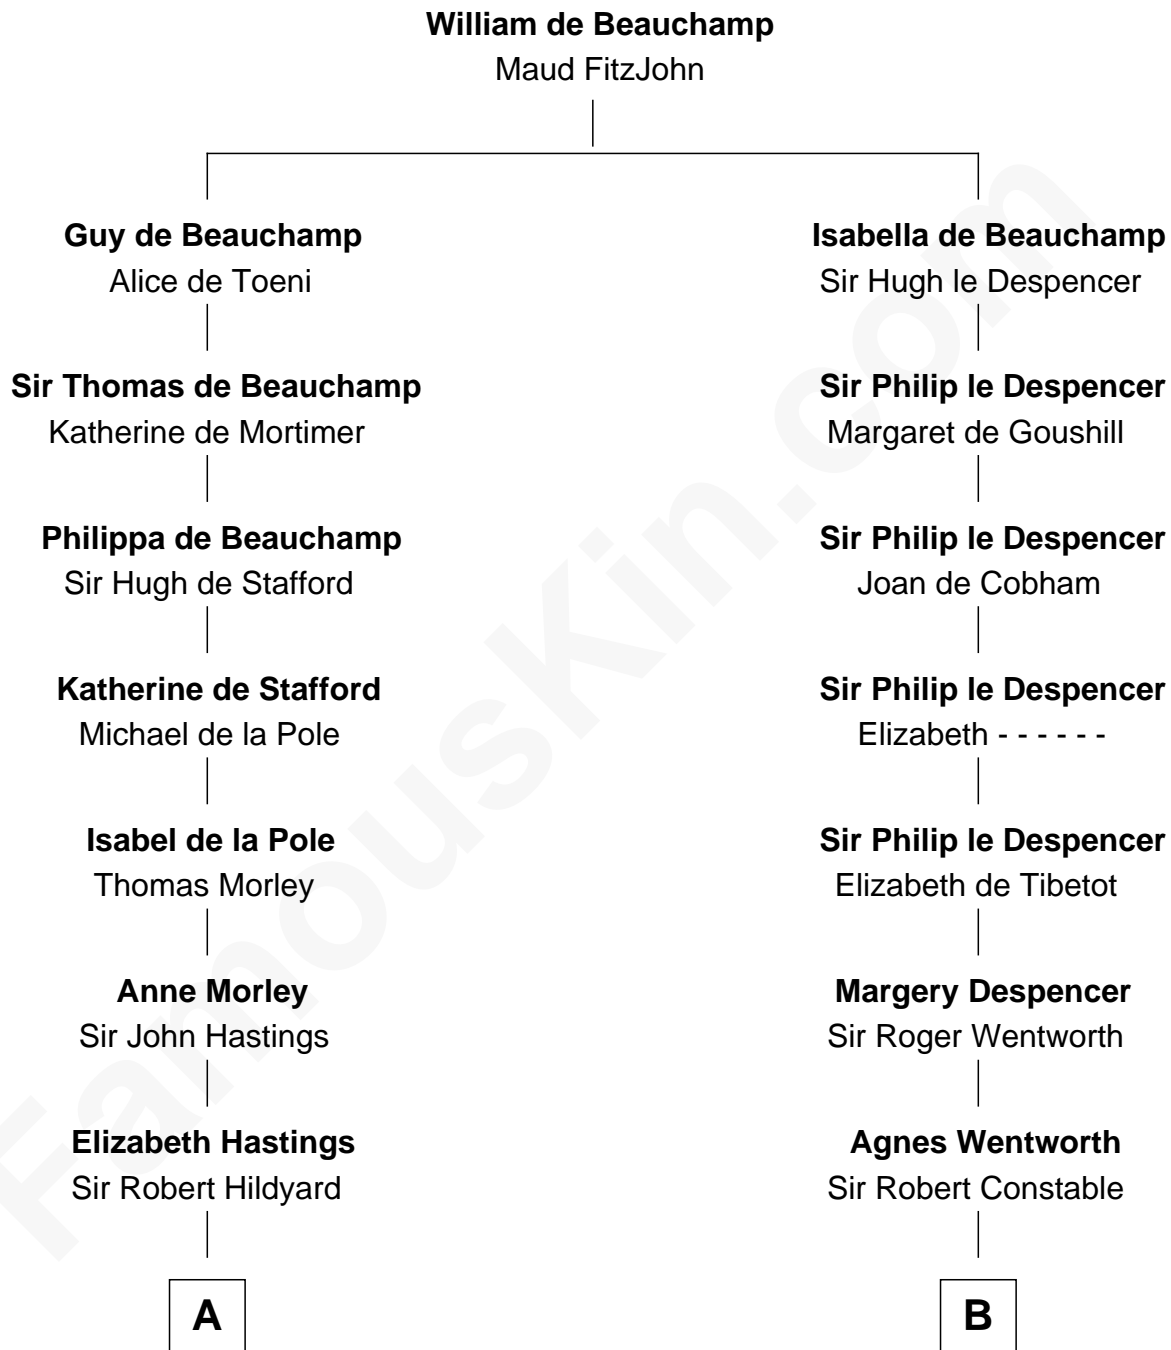 William de Beauchamp
Maud FitzJohn
Guy de Beauchamp
Alice de Toeni
Isabella de Beauchamp
Sir Hugh le Despencer
Sir Thomas de Beauchamp
Katherine de Mortimer
Sir Philip le Despencer
Margaret de Goushill
Philippa de Beauchamp
Sir Hugh de Stafford
Sir Philip le Despencer
Joan de Cobham
Katherine de Stafford
Michael de la Pole
Sir Philip le Despencer
Elizabeth - - - - - -
Isabel de la Pole
Thomas Morley
Sir Philip le Despencer
Elizabeth de Tibetot
Anne Morley
Sir John Hastings
Margery Despencer
Sir Roger Wentworth
Elizabeth Hastings
Sir Robert Hildyard
Agnes Wentworth
Sir Robert Constable
A
B
FamousKin.com